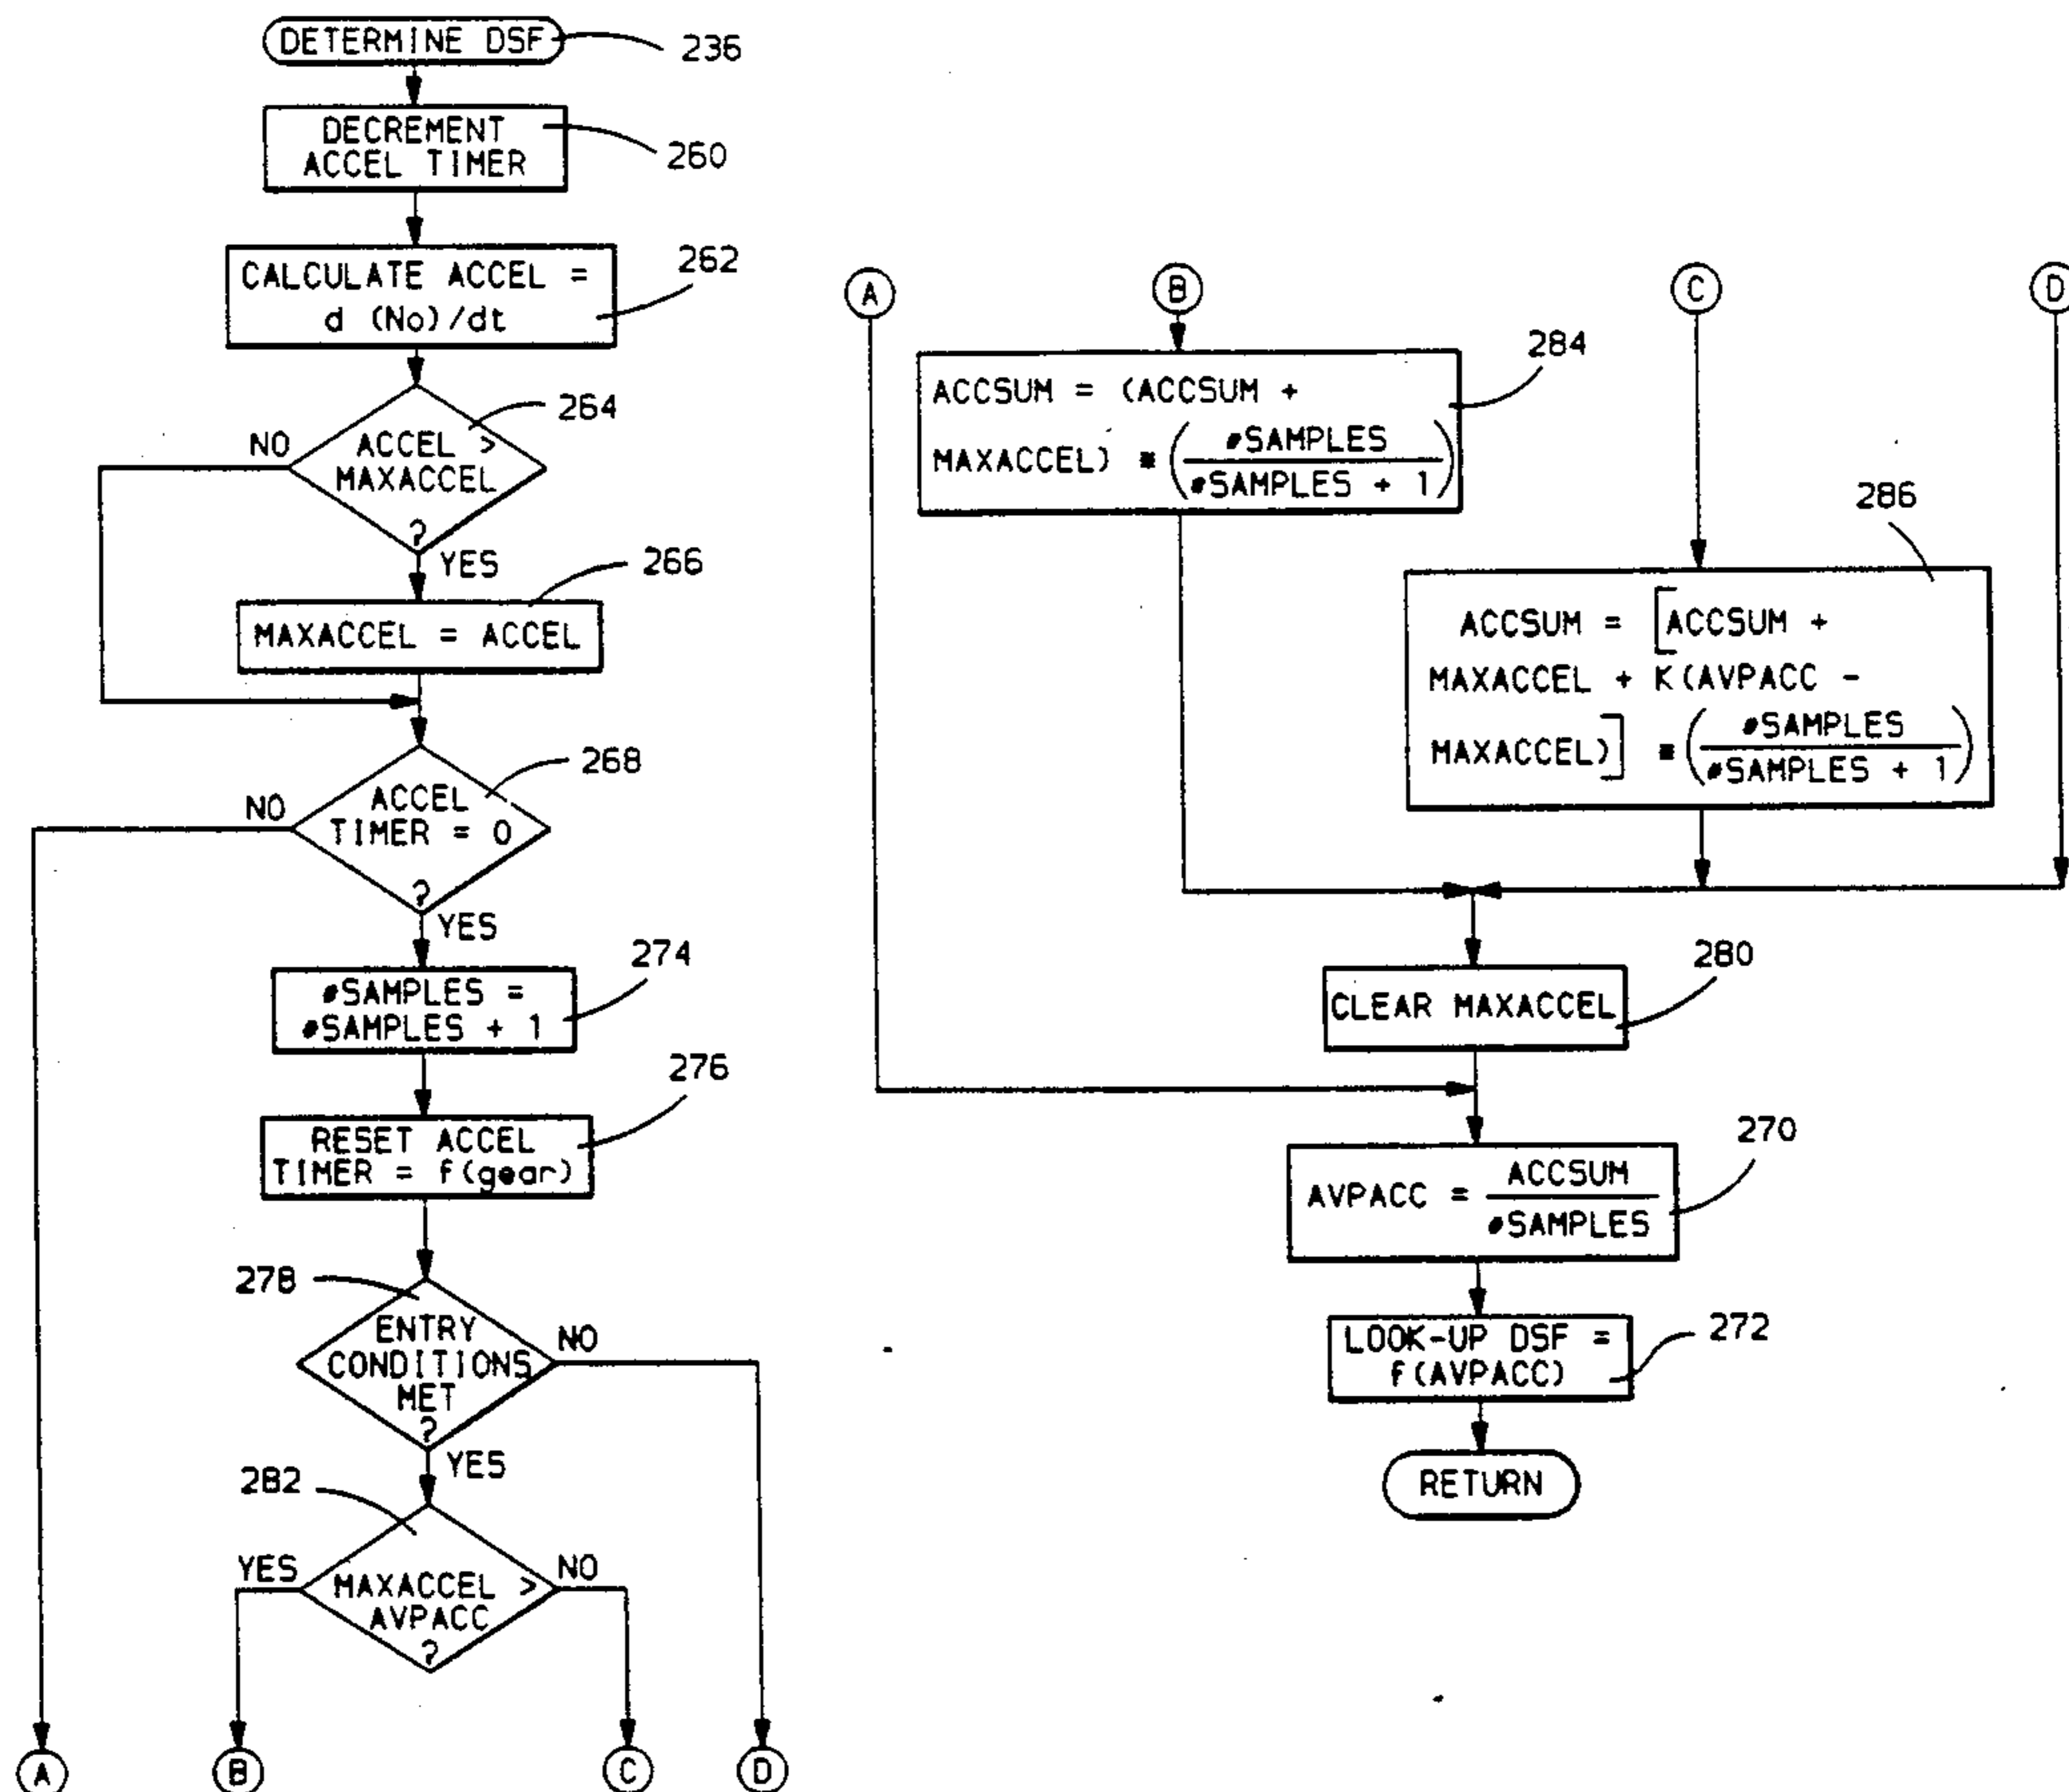 DETERMINE DSF
236
DECREMENT
ACCEL TIMER
260
CALCULATE ACCEL =
d (No)/dt
262
ACCEL >
MAXACCEL
?
264
NO
YES
MAXACCEL = ACCEL
266
ACCEL
TIMER = 0
?
268
NO
YES
#SAMPLES =
#SAMPLES + 1
274
RESET ACCEL
TIMER = f(gear)
276
278
ENTRY
CONDITIONS
MET
?
NO
YES
282
MAXACCEL >
AVPACC
?
YES
NO
A
B
C
D
A
B
C
D
ACCSUM = (ACCSUM +
MAXACCEL) * (#SAMPLES
#SAMPLES + 1)
284
ACCSUM = [ACCSUM +
MAXACCEL + K(AVPACC -
MAXACCEL)] * (#SAMPLES
#SAMPLES + 1)
286
CLEAR MAXACCEL
280
AVPACC = ACCSUM
#SAMPLES
270
LOOK-UP DSF =
f(AVPACC)
272
RETURN